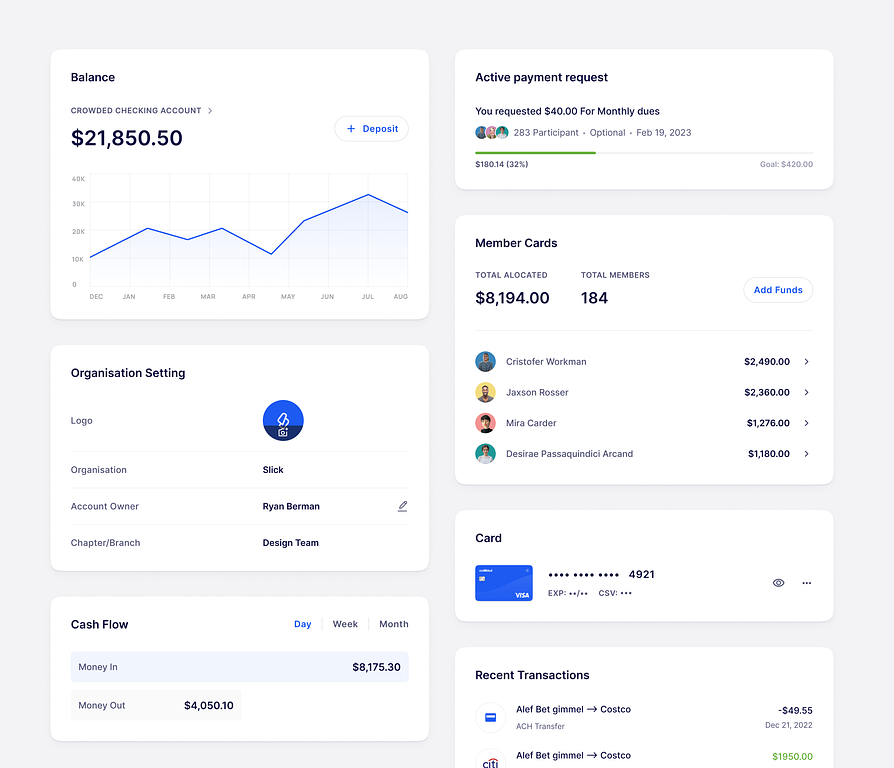 Balance
CROWDED CHECKING ACCOUNT
$21,850.50
+ Deposit
40K
30K
20K
10K
0
DEC JAN FEB MAR APR MAY JUN JUL AUG
Organisation Setting
Logo
Organisation Slick
Account Owner Ryan Berman
Chapter/Branch Design Team
Cash Flow Day Week Month
Money In $8,175.30
Money Out $4,050.10
Active payment request
You requested $40.00 For Monthly dues
283 Participant • Optional • Feb 19, 2023
$180.14 (32%) Goal: $420.00
Member Cards
TOTAL ALOCATED TOTAL MEMBERS
$8,194.00 184
Add Funds
Cristofer Workman $2,490.00
Jaxson Rosser $2,360.00
Mira Carder $1,276.00
Desirae Passaquindici Arcand $1,180.00
Card
VISA
•••• •••• •••• 4921
EXP: ••/•• CSV: •••
Recent Transactions
Alef Bet gimmel → Costco -$49.55
ACH Transfer Dec 21, 2022
citi
Alef Bet gimmel → Costco $1950.00